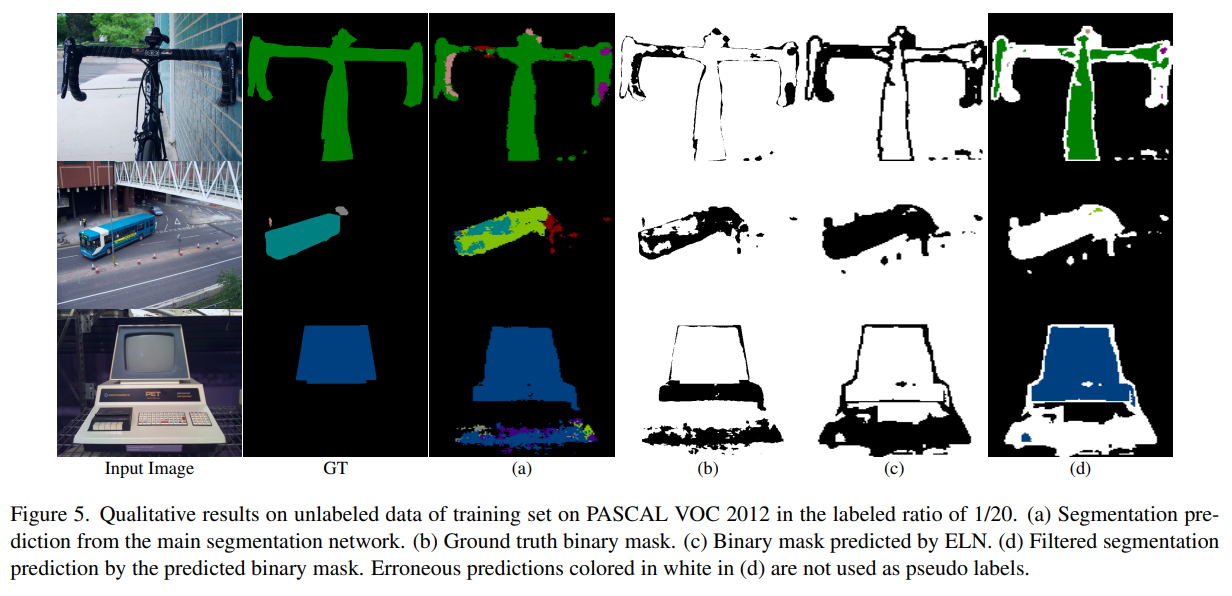 Input Image
GT
(a)
(b)
(c)
(d)
Figure 5. Qualitative results on unlabeled data of training set on PASCAL VOC 2012 in the labeled ratio of 1/20. (a) Segmentation pre-
diction from the main segmentation network. (b) Ground truth binary mask. (c) Binary mask predicted by ELN. (d) Filtered segmentation
prediction by the predicted binary mask. Erroneous predictions colored in white in (d) are not used as pseudo labels.